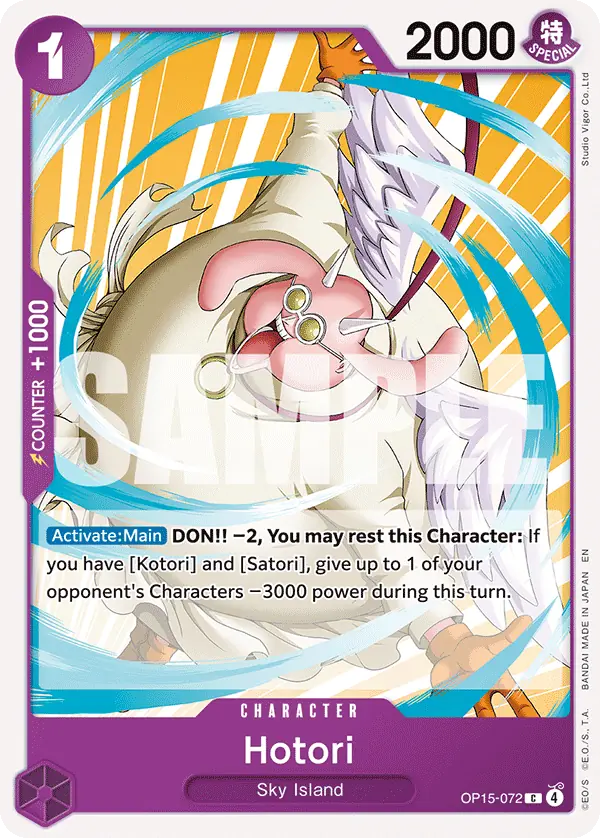 1
2000
特
SPECIAL
Studio Vigor Co.,Ltd
COUNTER +1000
SAMPLE
Activate:Main DON!! −2, You may rest this Character: If
you have [Kotori] and [Satori], give up to 1 of your
opponent's Characters −3000 power during this turn.
©EO/S ©E.O./S., T.A. BANDAI MADE IN JAPAN EN
CHARACTER
Hotori
Sky Island
OP15-072 C 4